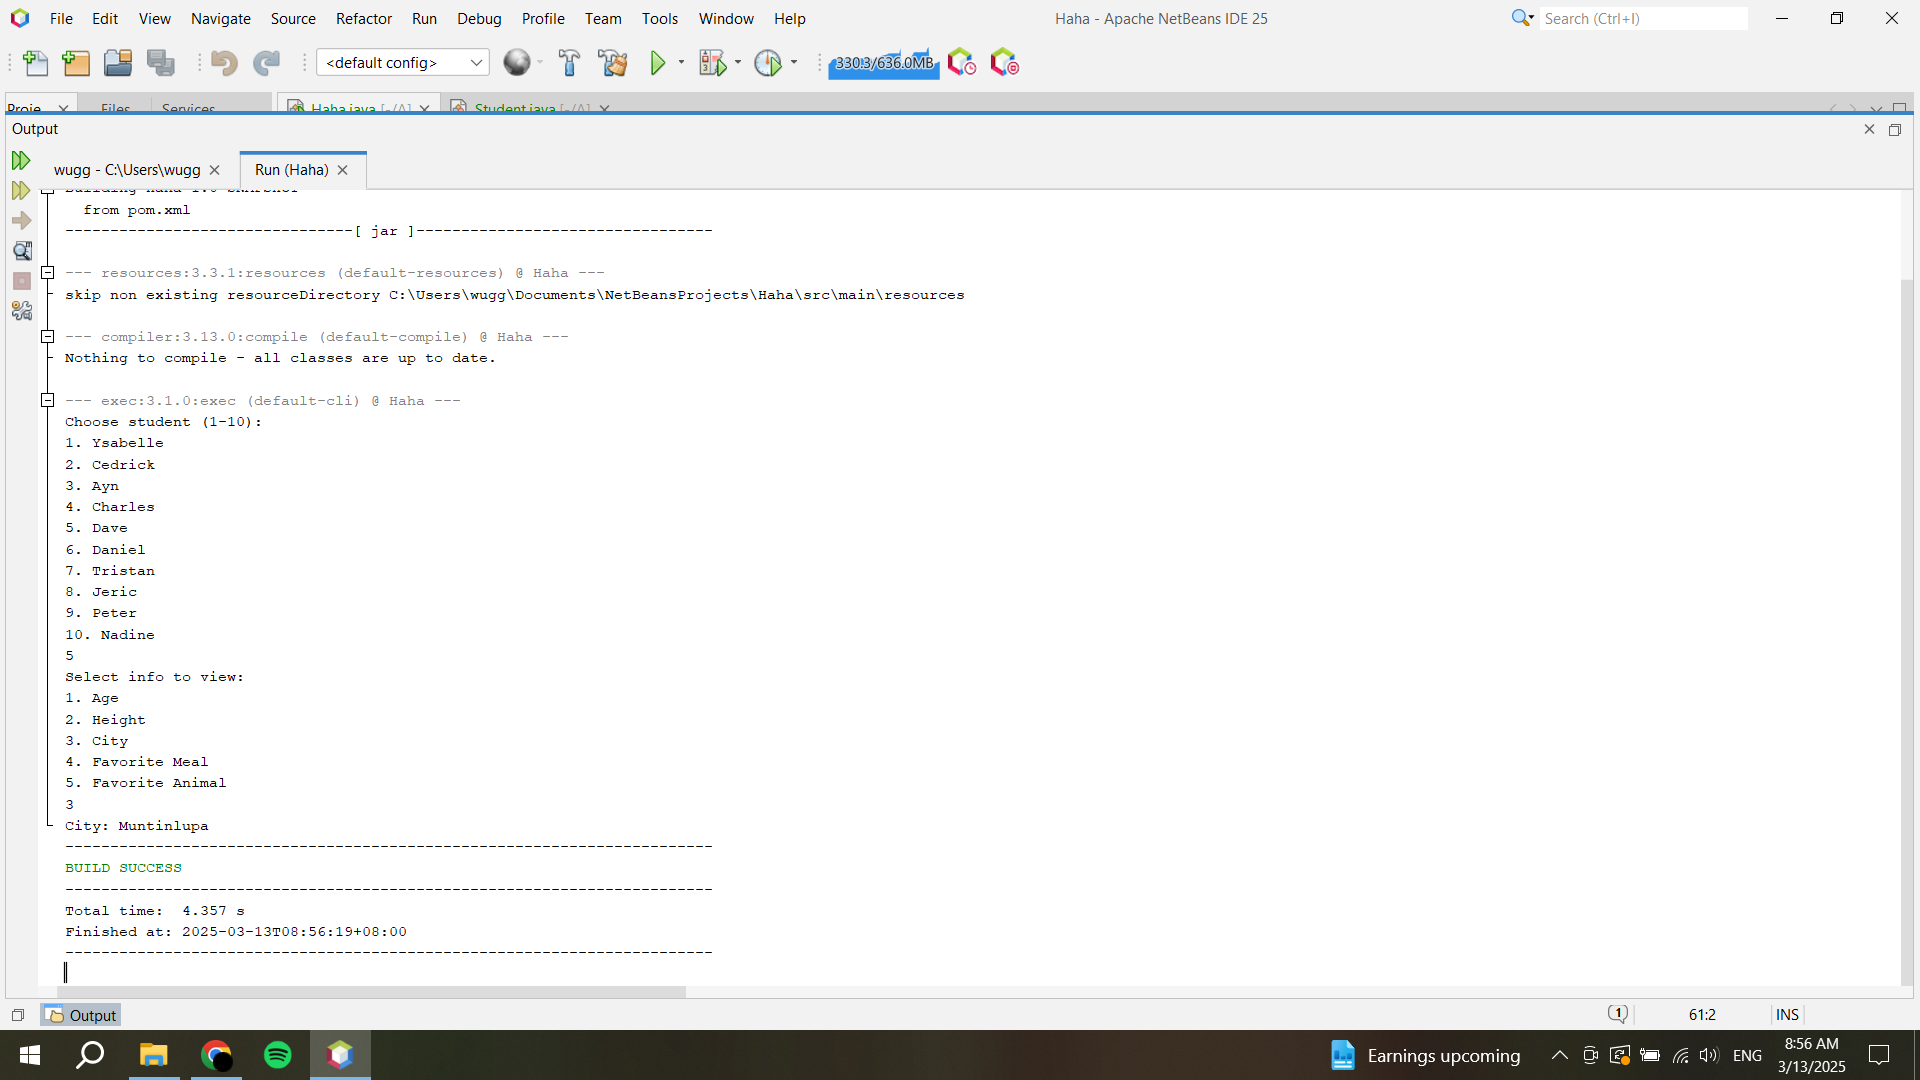 File Edit View Navigate Source Refactor Run Debug Profile Team Tools Window Help
Haha - Apache NetBeans IDE 25
Search (Ctrl+I)
<default config>
330.3/636.0MB
Proje
Files
Services
Haha.java [-/A]
Student.java [-/A]
Output
wugg - C:\Users\wugg
Run (Haha)
Building Haha 1.0-SNAPSHOT
from pom.xml
--------------------------------[ jar ]---------------------------------
--- resources:3.3.1:resources (default-resources) @ Haha ---
skip non existing resourceDirectory C:\Users\wugg\Documents\NetBeansProjects\Haha\src\main\resources
--- compiler:3.13.0:compile (default-compile) @ Haha ---
Nothing to compile - all classes are up to date.
--- exec:3.1.0:exec (default-cli) @ Haha ---
Choose student (1-10):
1. Ysabelle
2. Cedrick
3. Ayn
4. Charles
5. Dave
6. Daniel
7. Tristan
8. Jeric
9. Peter
10. Nadine
5
Select info to view:
1. Age
2. Height
3. City
4. Favorite Meal
5. Favorite Animal
3
City: Muntinlupa
------------------------------------------------------------------------
BUILD SUCCESS
------------------------------------------------------------------------
Total time:  4.357 s
Finished at: 2025-03-13T08:56:19+08:00
------------------------------------------------------------------------
Output
1
61:2
INS
Earnings upcoming
ENG
8:56 AM
3/13/2025